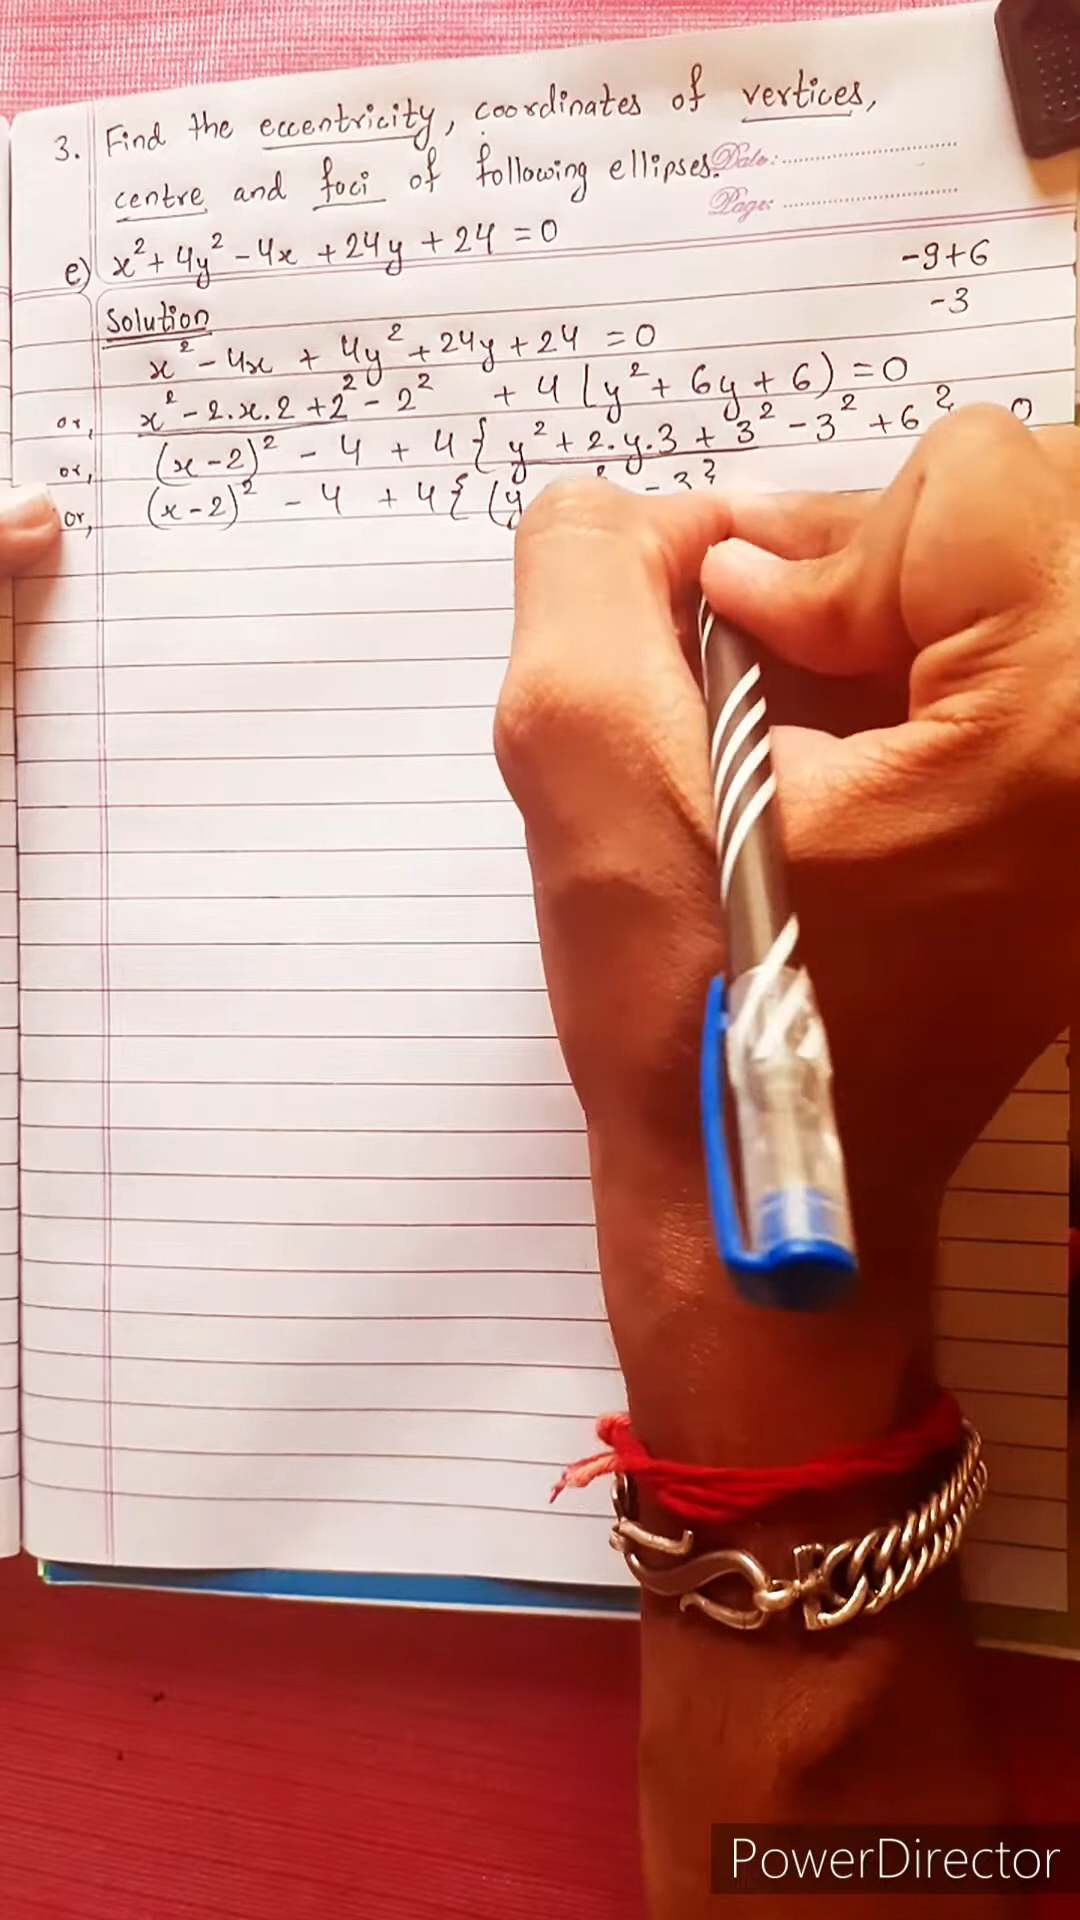 3. Find the eccentricity, coordinates of vertices,
centre and foci of following ellipses.
Date:
Page:
e) x² + 4y² - 4x + 24y + 24 = 0
-9+6
-3
Solution
x² - 4x + 4y² + 24y + 24 = 0
or, x² - 2.x.2 + 2² - 2² + 4(y² + 6y + 6) = 0
or, (x-2)² - 4 + 4{y² + 2.y.3 + 3² - 3² + 6 0
or, (x-2)² - 4 + 4{(y
PowerDirector